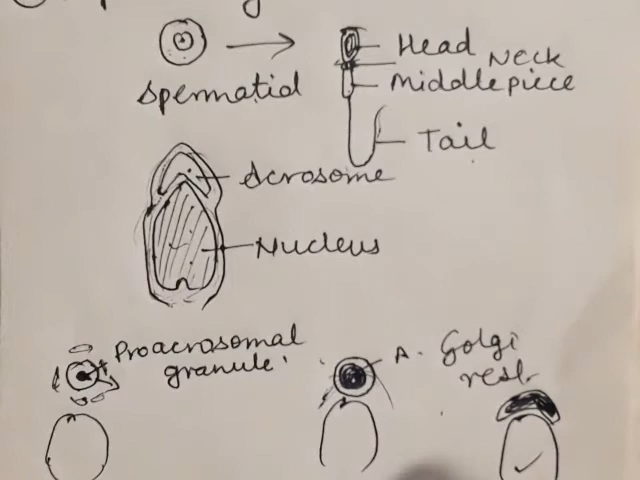 Head
Neck
Spermatid
Middlepiece
Tail
Acrosome
Nucleus
Proacrosomal
granule
A. Golgi
rest